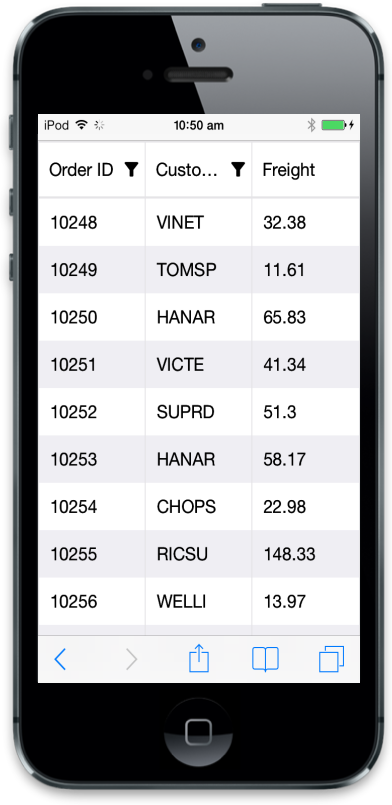 iPod 10:50 am
Order ID Custo... Freight
10248 VINET 32.38
10249 TOMSP 11.61
10250 HANAR 65.83
10251 VICTE 41.34
10252 SUPRD 51.3
10253 HANAR 58.17
10254 CHOPS 22.98
10255 RICSU 148.33
10256 WELLI 13.97